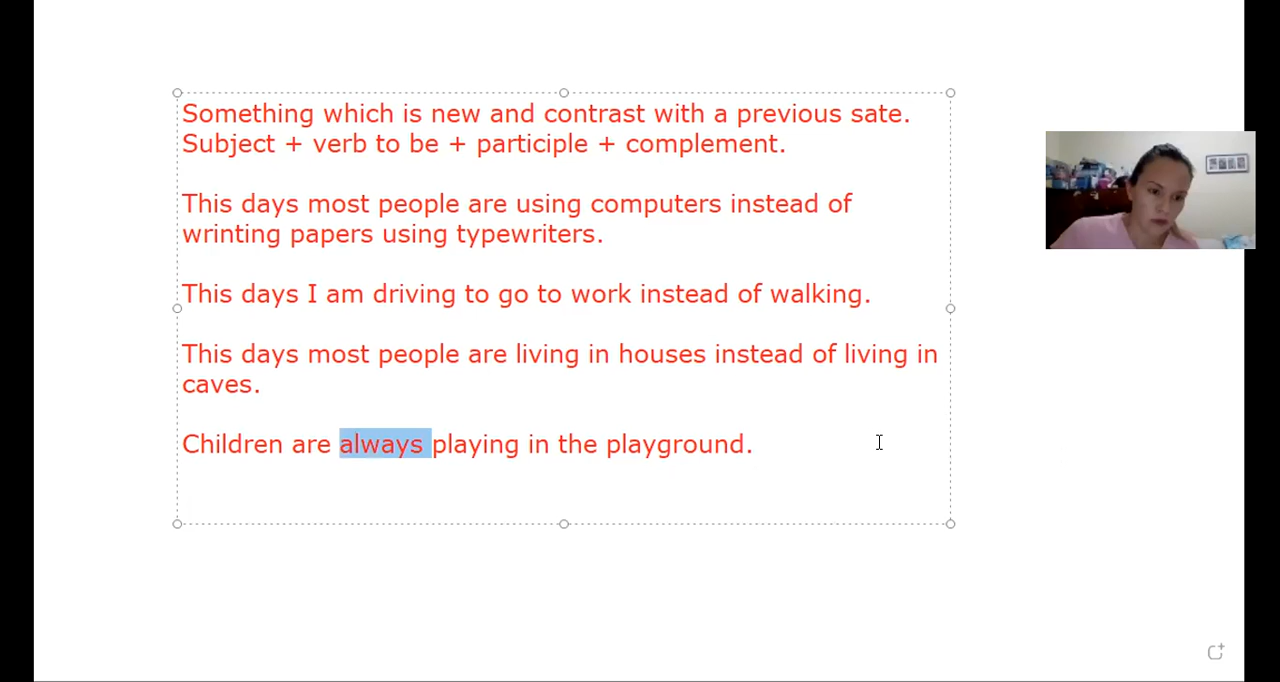 Something which is new and contrast with a previous sate.
Subject + verb to be + participle + complement.
This days most people are using computers instead of
wrinting papers using typewriters.
This days I am driving to go to work instead of walking.
This days most people are living in houses instead of living in
caves.
Children are always playing in the playground.